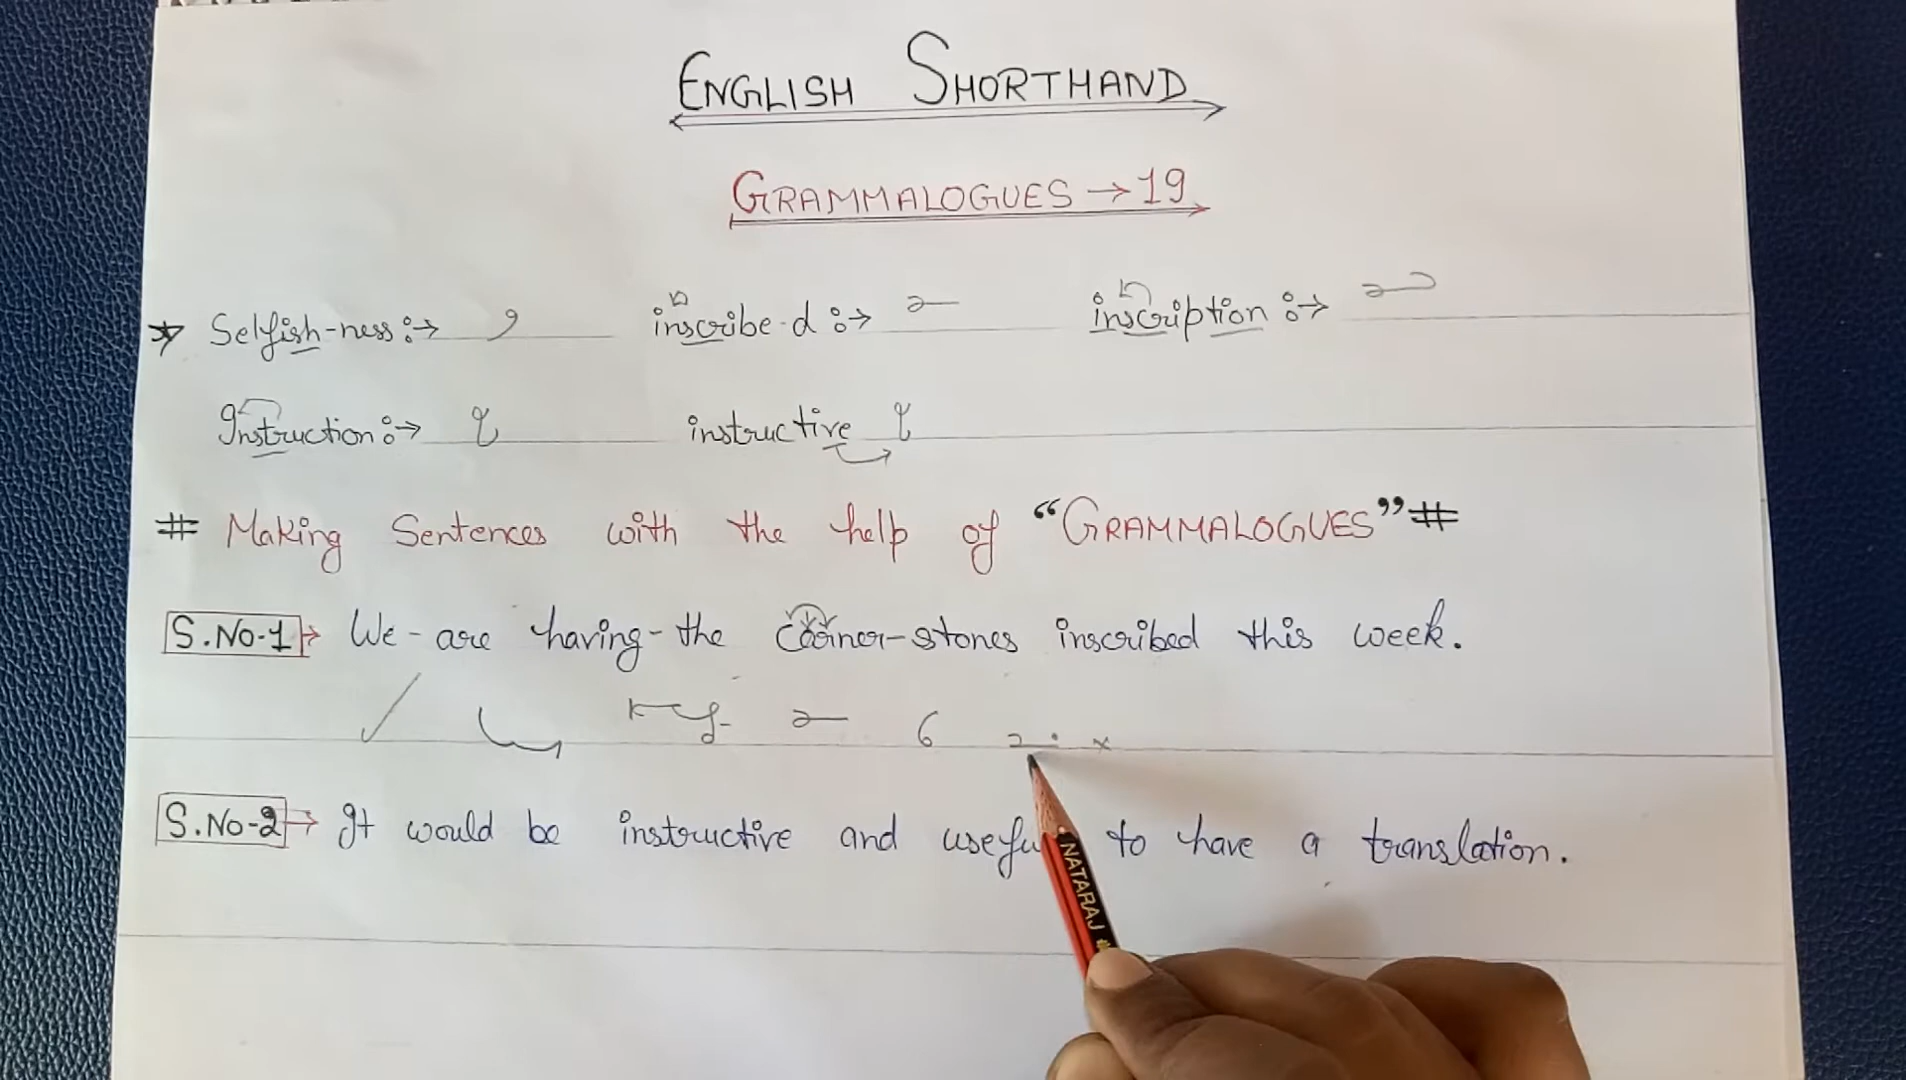 ENGLISH SHORTHAND
GRAMMALOGUES → 19
Selfish-ness :→ inscribe-d :→ inscription :→
Instruction :→ instructive
# Making Sentences with the help of "GRAMMALOGUES" #
S.No-1 → We-are having-the corner-stones inscribed this week.
S.No-2 → It would be instructive and to have a translation.
NATARAJ